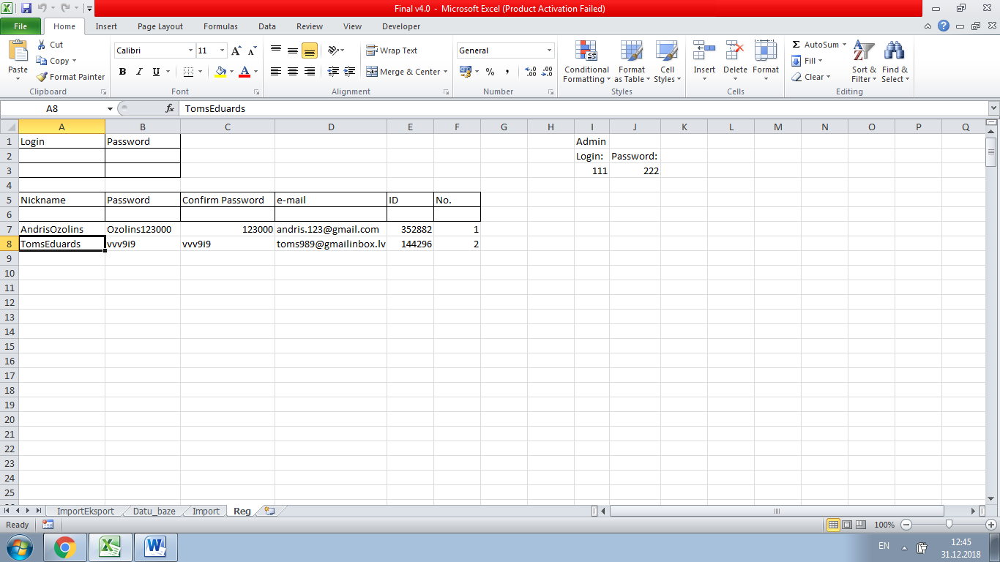 Final v4.0 - Microsoft Excel (Product Activation Failed)
File Home Insert Page Layout Formulas Data Review View Developer
Paste
Cut
Copy
Format Painter
Clipboard
Calibri 11
B I U A
Font
Wrap Text
Merge & Center
Alignment
General
% , .00 .0
Number
Conditional Formatting
Format as Table
Cell Styles
Styles
Insert Delete Format
Cells
Σ AutoSum
Fill
Clear
Sort & Filter
Find & Select
Editing
A8 fx TomsEduards
A B C D E F G H I J K L M N O P Q
1 Login Password Admin
2 Login: Password:
3 111 222
4
5 Nickname Password Confirm Password e-mail ID No.
6
7 AndrisOzolins Ozolins123000 123000 andris.123@gmail.com 352882 1
8 TomsEduards vvv9i9 vvv9i9 toms989@gmailinbox.lv 144296 2
9
10
11
12
13
14
15
16
17
18
19
20
21
22
23
24
25
ImportEksport Datu_baze Import Reg
Ready 100%
EN 12:45
31.12.2018